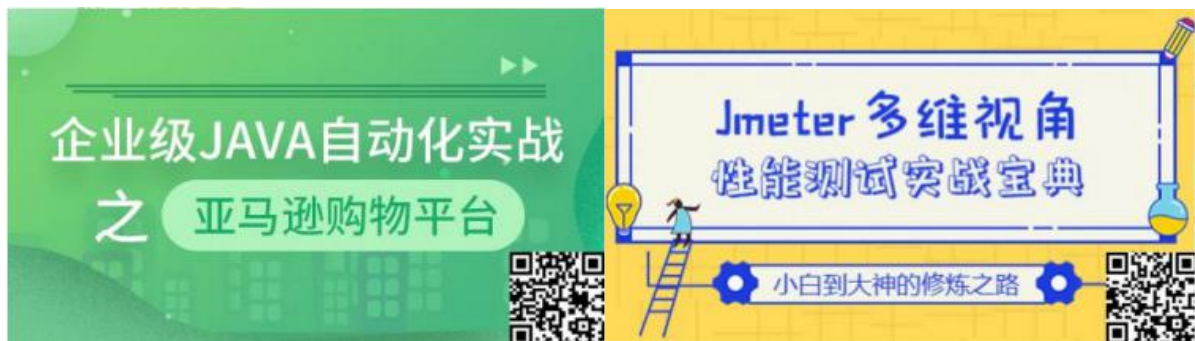 企业级JAVA自动化实战
之 亚马逊购物平台
Jmeter多维视角
性能测试实战宝典
小白到大神的修炼之路